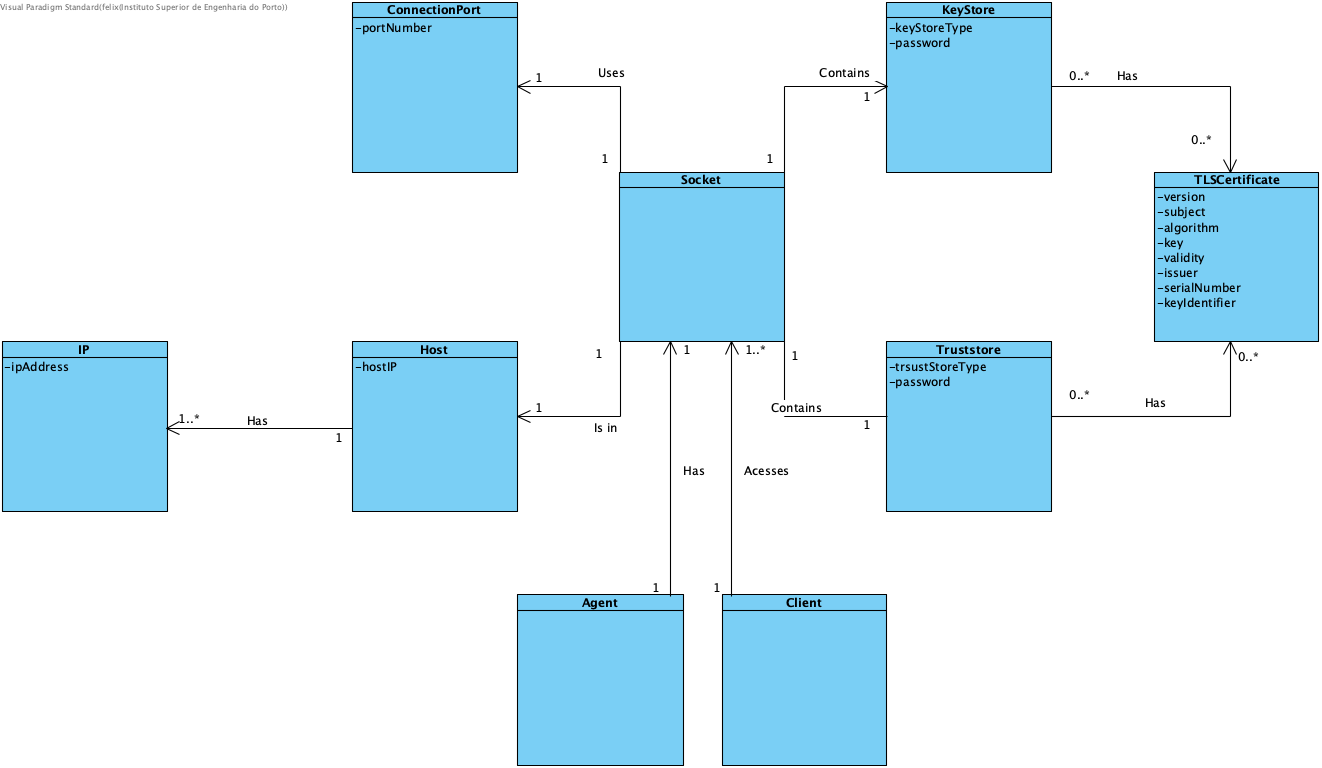 Visual Paradigm Standard(felix(Instituto Superior de Engenharia do Porto))
ConnectionPort
-portNumber
KeyStore
-keyStoreType
-password
Uses
1
1
Contains
1
1
0..*
Has
0..*
Socket
TLSCertificate
-version
-subject
-algorithm
-key
-validity
-issuer
-serialNumber
-keyIdentifier
IP
-ipAddress
Host
-hostIP
Truststore
-trsustStoreType
-password
1..*
Has
1
1
1
Is in
1
1..*
1
Contains
1
0..*
Has
0..*
Has
Acesses
1
1
Agent
Client